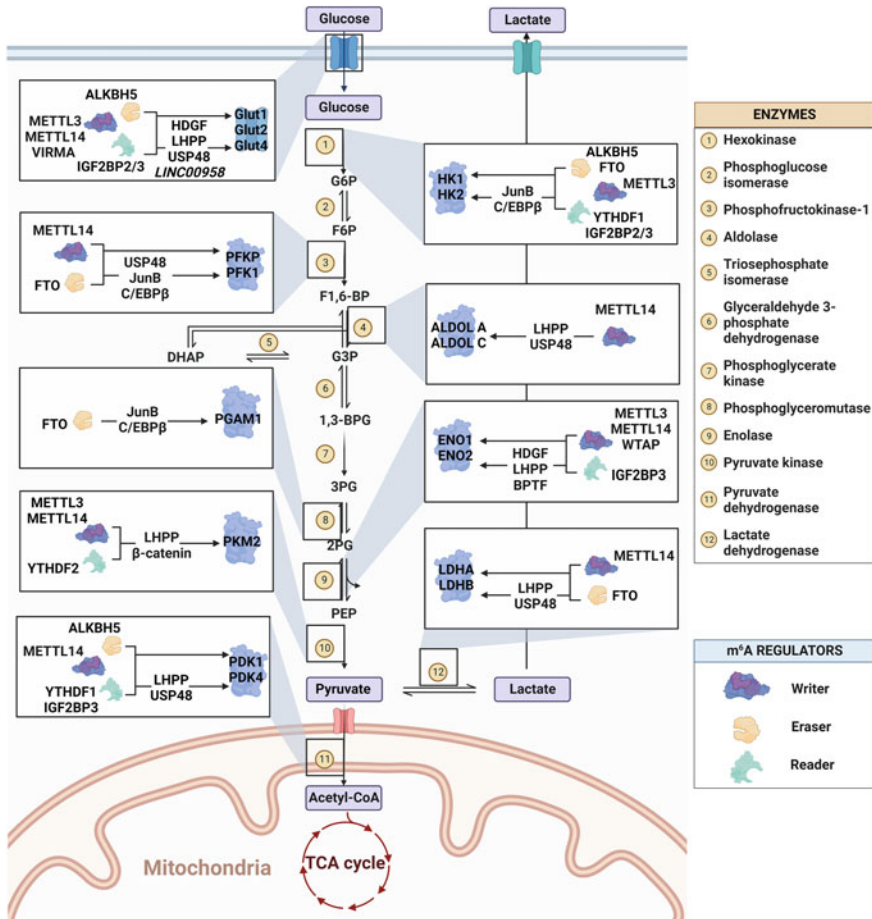 Glucose
Lactate
Glucose
ALKBH5
METTL3
METTL14
VIRMA
IGF2BP2/3
HDGF
LHPP
USP48
LINC00958
Glut1
Glut2
Glut4
1
G6P
2
F6P
3
F1,6-BP
4
DHAP
5
G3P
6
1,3-BPG
7
3PG
8
2PG
9
PEP
10
Pyruvate
12
Lactate
11
Acetyl-CoA
TCA cycle
Mitochondria
HK1
HK2
JunB
C/EBPβ
ALKBH5
FTO
METTL3
YTHDF1
IGF2BP2/3
METTL14
FTO
USP48
JunB
C/EBPβ
PFKP
PFK1
ALDOL A
ALDOL C
LHPP
USP48
METTL14
FTO
JunB
C/EBPβ
PGAM1
ENO1
ENO2
HDGF
LHPP
BPTF
METTL3
METTL14
WTAP
IGF2BP3
METTL3
METTL14
YTHDF2
LHPP
β-catenin
PKM2
LDHA
LDHB
LHPP
USP48
METTL14
FTO
ALKBH5
METTL14
YTHDF1
IGF2BP3
LHPP
USP48
PDK1
PDK4
ENZYMES
1 Hexokinase
2 Phosphoglucose
isomerase
3 Phosphofructokinase-1
4 Aldolase
5 Triosephosphate
isomerase
6 Glyceraldehyde 3-
phosphate
dehydrogenase
7 Phosphoglycerate
kinase
8 Phosphoglyceromutase
9 Enolase
10 Pyruvate kinase
11 Pyruvate
dehydrogenase
12 Lactate
dehydrogenase
m⁶A REGULATORS
Writer
Eraser
Reader